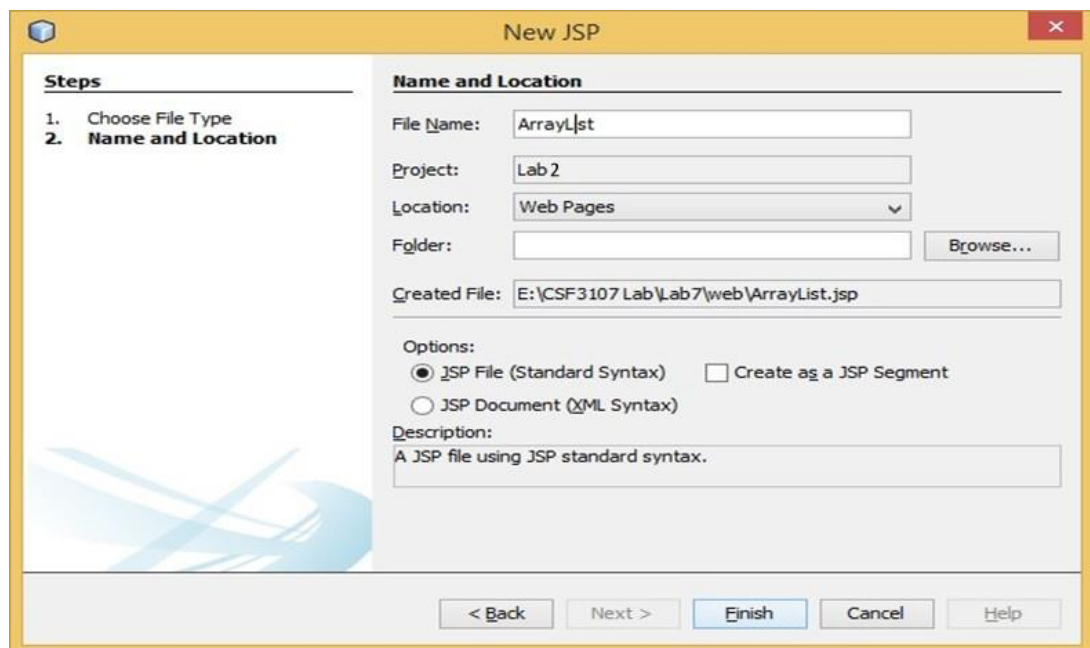 New JSP
Steps
1. Choose File Type
2. Name and Location
Name and Location
File Name: ArrayList
Project: Lab 2
Location: Web Pages
Folder: Browse...
Created File: E:\CSF3107 Lab\Lab7\web\ArrayList.jsp
Options:
JSP File (Standard Syntax) Create as a JSP Segment
JSP Document (XML Syntax)
Description:
A JSP file using JSP standard syntax.
< Back Next > Finish Cancel Help